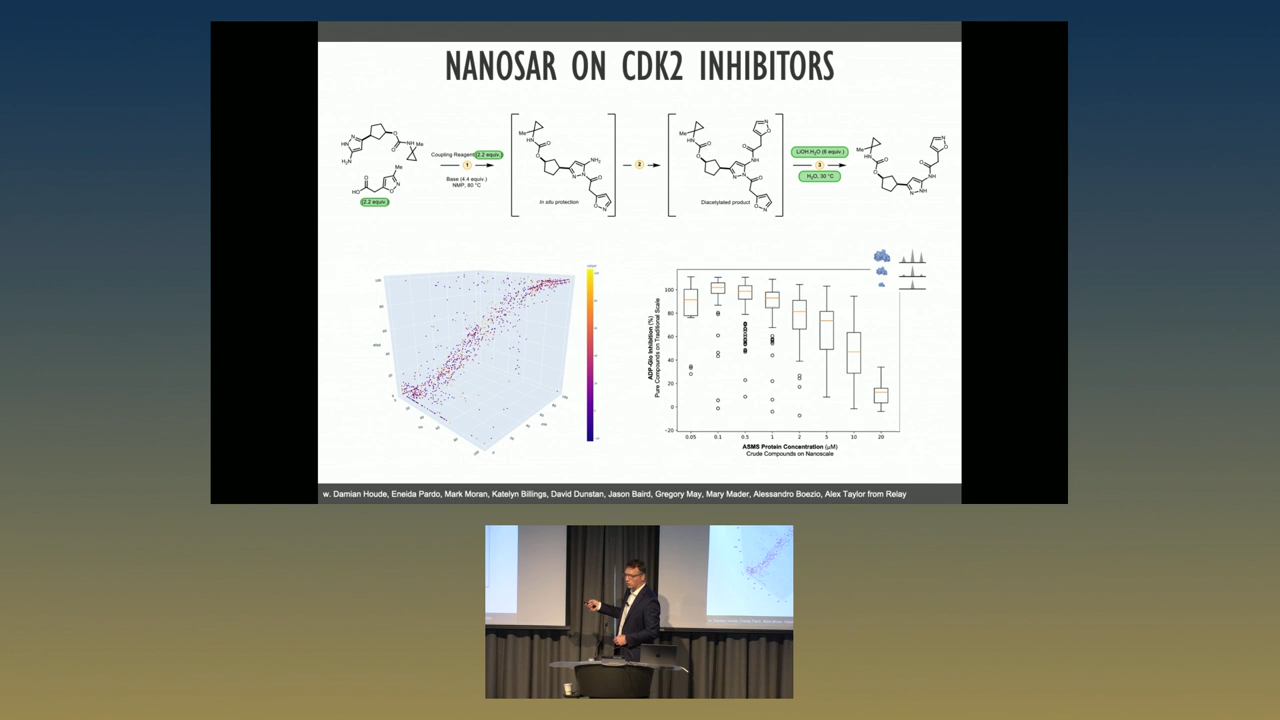 NANOSAR ON CDK2 INHIBITORS
Coupling Reagent (2.2 equiv.)
1
Base (4.4 equiv.)
NMP, 80 °C
(2.2 equiv.)
In situ protection
2
Diacetylated product
LiOH.H₂O (6 equiv.)
3
H₂O, 30 °C
ADP-Glo Inhibition (%)
Pure Compounds on Traditional Scale
100
80
60
40
20
0
−20
0.05 0.1 0.5 1 2 5 10 20
ASMS Protein Concentration (μM)
Crude Compounds on Nanoscale
w. Damian Houde, Eneida Pardo, Mark Moran, Katelyn Billings, David Dunstan, Jason Baird, Gregory May, Mary Mader, Alessandro Boezio, Alex Taylor from Relay